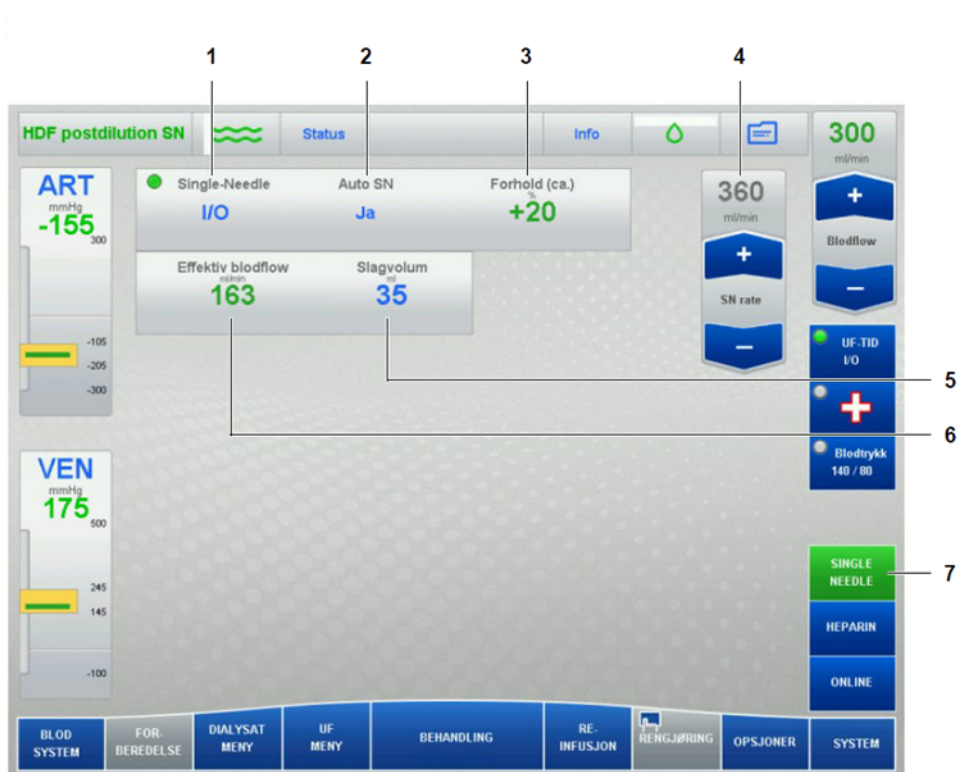 1 2 3 4
HDF postdilution SN Status Info
300
ml/min
+
Blodflow
−
ART
mmHg
-155
300
-105
-205
-300
Single-Needle Auto SN Forhold (ca.)
%
I/O Ja +20
Effektiv blodflow Slagvolum
ml/min ml
163 35
360
ml/min
+
SN rate
−
UF-TID
I/O
5
6
Blodtrykk
140 / 80
VEN
mmHg
175
500
245
145
-100
SINGLE
NEEDLE
7
HEPARIN
ONLINE
BLOD
SYSTEM
FOR-
BEREDELSE
DIALYSAT
MENY
UF
MENY
BEHANDLING
RE-
INFUSJON
RENGJØRING
OPSJONER
SYSTEM